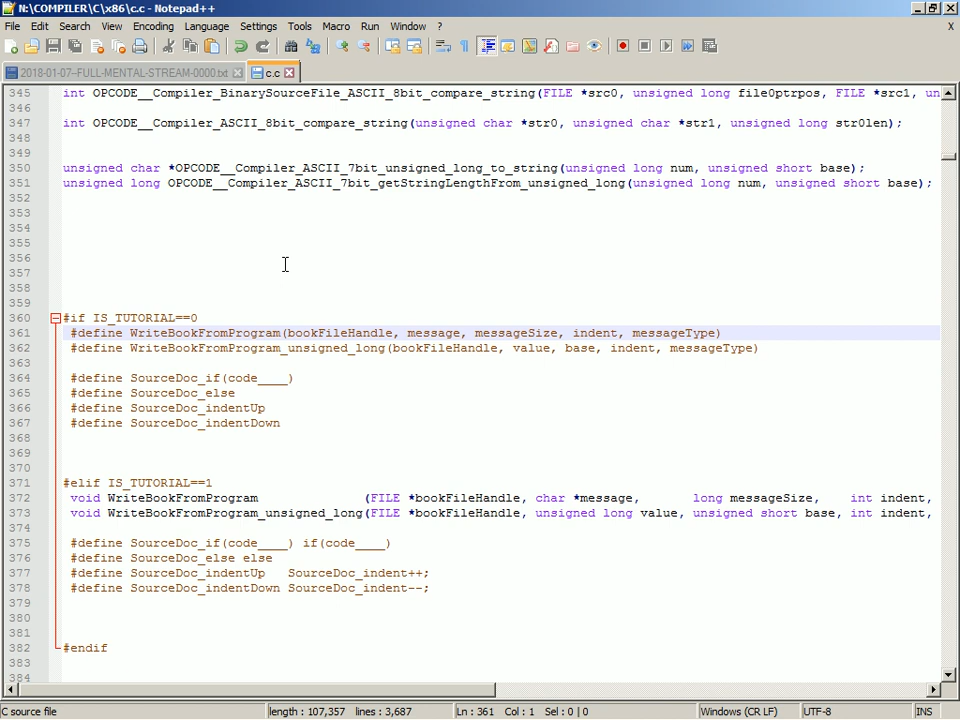 N:\COMPILER\C\x86\c.c - Notepad++
File Edit Search View Encoding Language Settings Tools Macro Run Window ? X
2018-01-07--FULL-MENTAL-STREAM-0000.txt c.c
345 int OPCODE__Compiler_BinarySourceFile_ASCII_8bit_compare_string(FILE *src0, unsigned long file0ptrpos, FILE *src1, un
346
347 int OPCODE__Compiler_ASCII_8bit_compare_string(unsigned char *str0, unsigned char *str1, unsigned long str0len);
348
349
350 unsigned char *OPCODE__Compiler_ASCII_7bit_unsigned_long_to_string(unsigned long num, unsigned short base);
351 unsigned long OPCODE__Compiler_ASCII_7bit_getStringLengthFrom_unsigned_long(unsigned long num, unsigned short base);
352
353
354
355
356
357
358
359
360 #if IS_TUTORIAL==0
361 #define WriteBookFromProgram(bookFileHandle, message, messageSize, indent, messageType)
362 #define WriteBookFromProgram_unsigned_long(bookFileHandle, value, base, indent, messageType)
363
364 #define SourceDoc_if(code____)
365 #define SourceDoc_else
366 #define SourceDoc_indentUp
367 #define SourceDoc_indentDown
368
369
370
371 #elif IS_TUTORIAL==1
372 void WriteBookFromProgram (FILE *bookFileHandle, char *message, long messageSize, int indent,
373 void WriteBookFromProgram_unsigned_long(FILE *bookFileHandle, unsigned long value, unsigned short base, int indent,
374
375 #define SourceDoc_if(code____) if(code____)
376 #define SourceDoc_else else
377 #define SourceDoc_indentUp SourceDoc_indent++;
378 #define SourceDoc_indentDown SourceDoc_indent--;
379
380
381
382 #endif
383
384
C source file length : 107,357 lines : 3,687 Ln : 361 Col : 1 Sel : 0 | 0 Windows (CR LF) UTF-8 INS